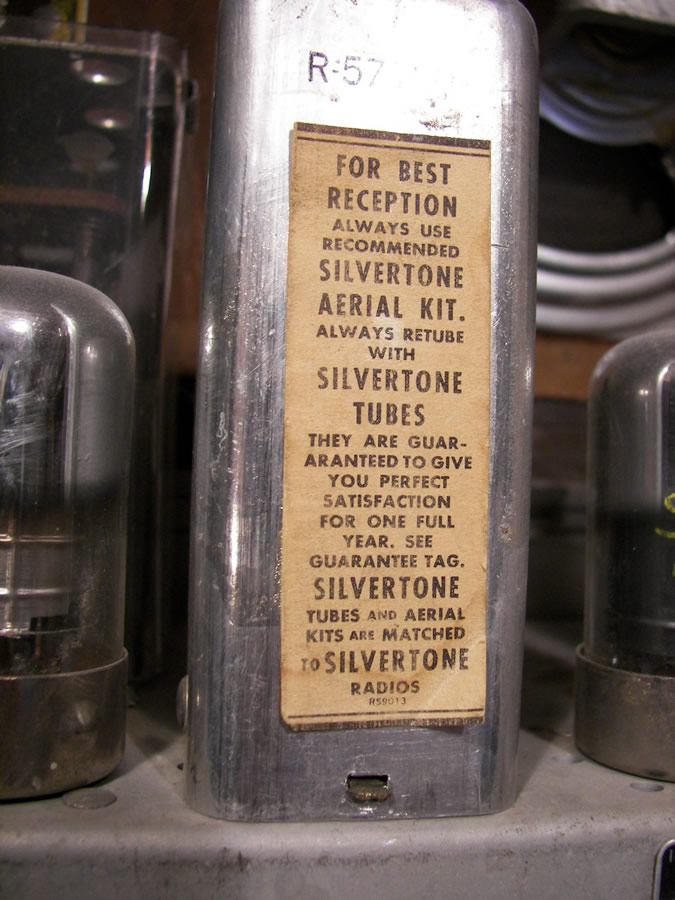 R-57
FOR BEST
RECEPTION
ALWAYS USE
RECOMMENDED
SILVERTONE
AERIAL KIT.
ALWAYS RETUBE
WITH
SILVERTONE
TUBES
THEY ARE GUAR-
ARANTEED TO GIVE
YOU PERFECT
SATISFACTION
FOR ONE FULL
YEAR. SEE
GUARANTEE TAG.
SILVERTONE
TUBES AND AERIAL
KITS ARE MATCHED
TO SILVERTONE
RADIOS
RS9013